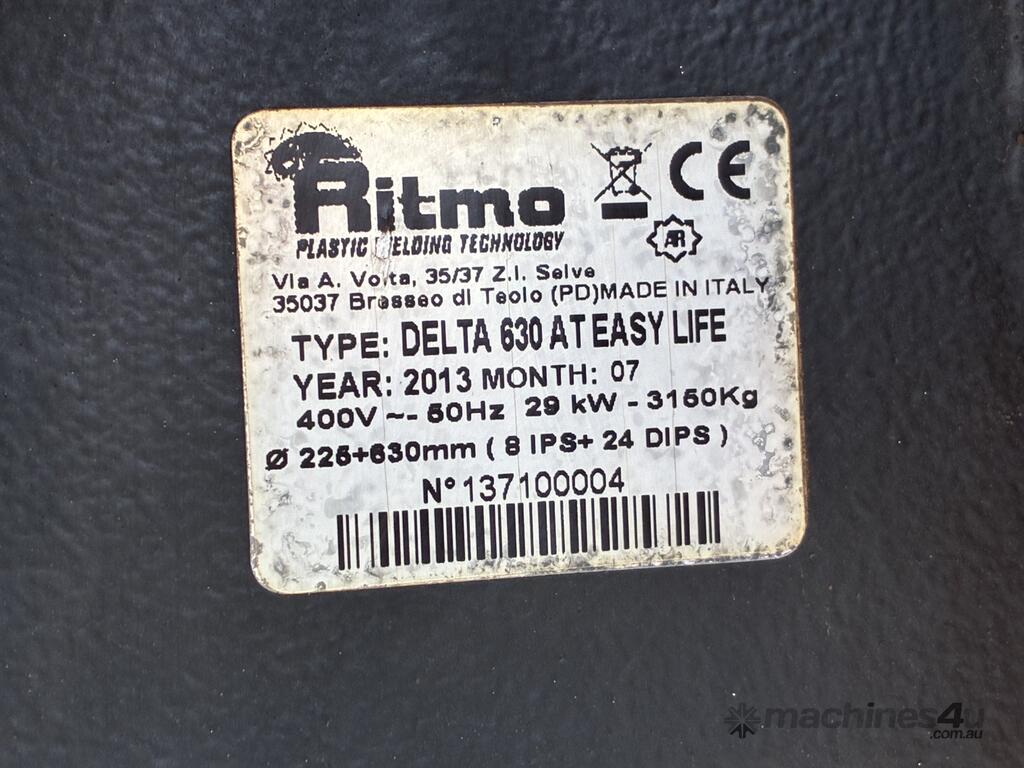 Ritmo
PLASTIC WELDING TECHNOLOGY
CE
AR
Via A. Volta, 35/37 Z.I. Selve
35037 Bresseo di Teolo (PD)MADE IN ITALY
TYPE: DELTA 630 AT EASY LIFE
YEAR: 2013 MONTH: 07
400V ~- 50Hz 29 kW - 3150Kg
Ø 225÷630mm ( 8 IPS÷ 24 DIPS )
N° 137100004
machines4u
.com.au